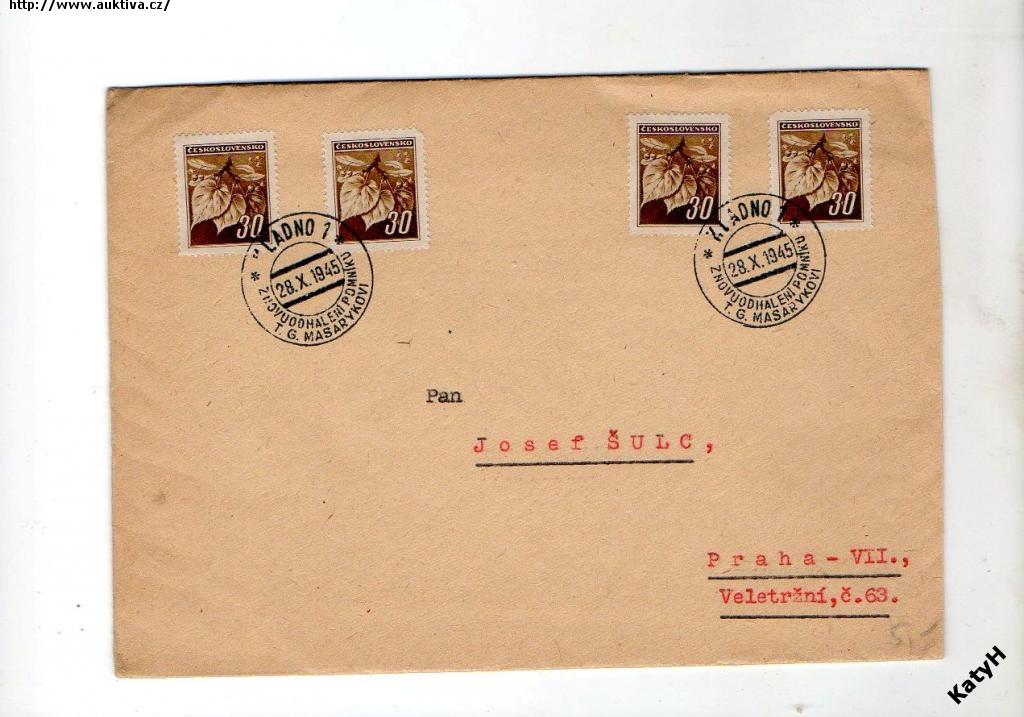 http://www.auktiva.cz/
ČESKOSLOVENSKO
30
ČESKOSLOVENSKO
30
ČESKOSLOVENSKO
30
ČESKOSLOVENSKO
30
* KLADNO 1 *
28.X.1945
ZNOVUODHALENÍ POMNÍKU
T. G. MASARYKOVI
* KLADNO 1 *
28.X.1945
ZNOVUODHALENÍ POMNÍKU
T. G. MASARYKOVI
Pan
Josef ŠULC,
Praha-VII.,
Veletržní,č.63.
5,-
KatyH